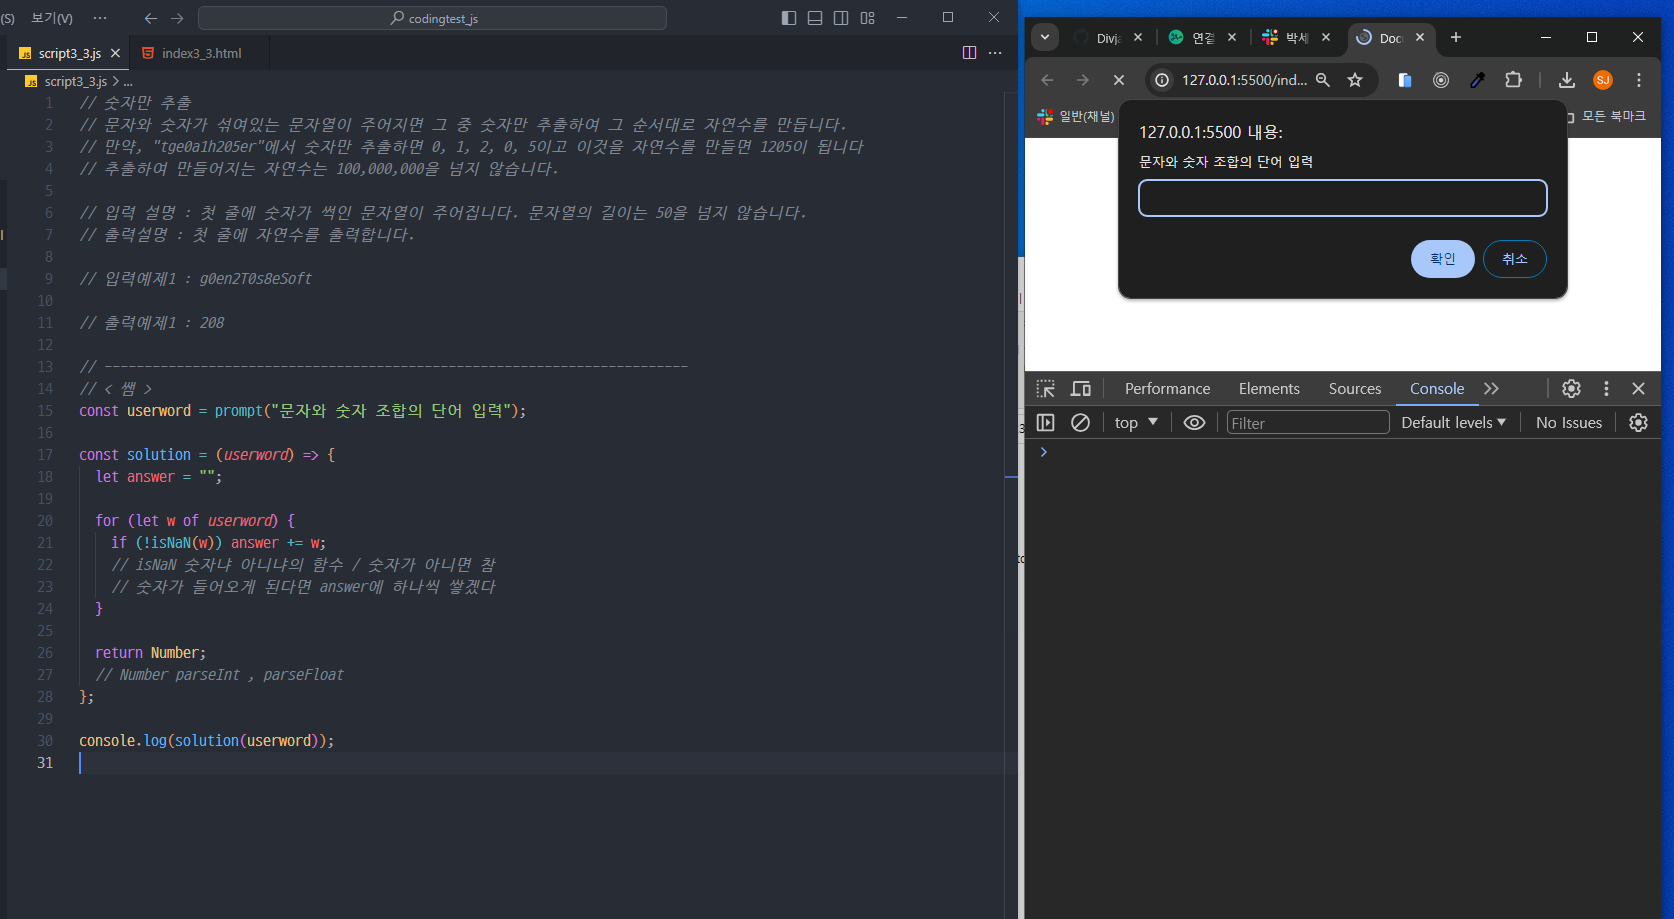 (S) 보기(V) ··· codingtest_js
script3_3.js index3_3.html
script3_3.js > ...
1 // 숫자만 추출
2 // 문자와 숫자가 섞여있는 문자열이 주어지면 그 중 숫자만 추출하여 그 순서대로 자연수를 만듭니다.
3 // 만약, "tge0a1h205er"에서 숫자만 추출하면 0, 1, 2, 0, 5이고 이것을 자연수를 만들면 1205이 됩니다
4 // 추출하여 만들어지는 자연수는 100,000,000을 넘지 않습니다.
5
6 // 입력 설명 : 첫 줄에 숫자가 썩인 문자열이 주어집니다. 문자열의 길이는 50을 넘지 않습니다.
7 // 출력설명 : 첫 줄에 자연수를 출력합니다.
8
9 // 입력예제1 : g0en2T0s8eSoft
10
11 // 출력예제1 : 208
12
13 // -------------------------------------------------------------------------
14 // < 쌤 >
15 const userword = prompt("문자와 숫자 조합의 단어 입력");
16
17 const solution = (userword) => {
18 let answer = "";
19
20 for (let w of userword) {
21 if (!isNaN(w)) answer += w;
22 // isNaN 숫자냐 아니냐의 함수 / 숫자가 아니면 참
23 // 숫자가 들어오게 된다면 answer에 하나씩 쌓겠다
24 }
25
26 return Number;
27 // Number parseInt , parseFloat
28 };
29
30 console.log(solution(userword));
31
Divja 연결 박세 Doc
127.0.0.1:5500/ind... SJ
일반(채널) 모든 북마크
127.0.0.1:5500 내용:
문자와 숫자 조합의 단어 입력
확인 취소
Performance Elements Sources Console
top Filter Default levels No Issues